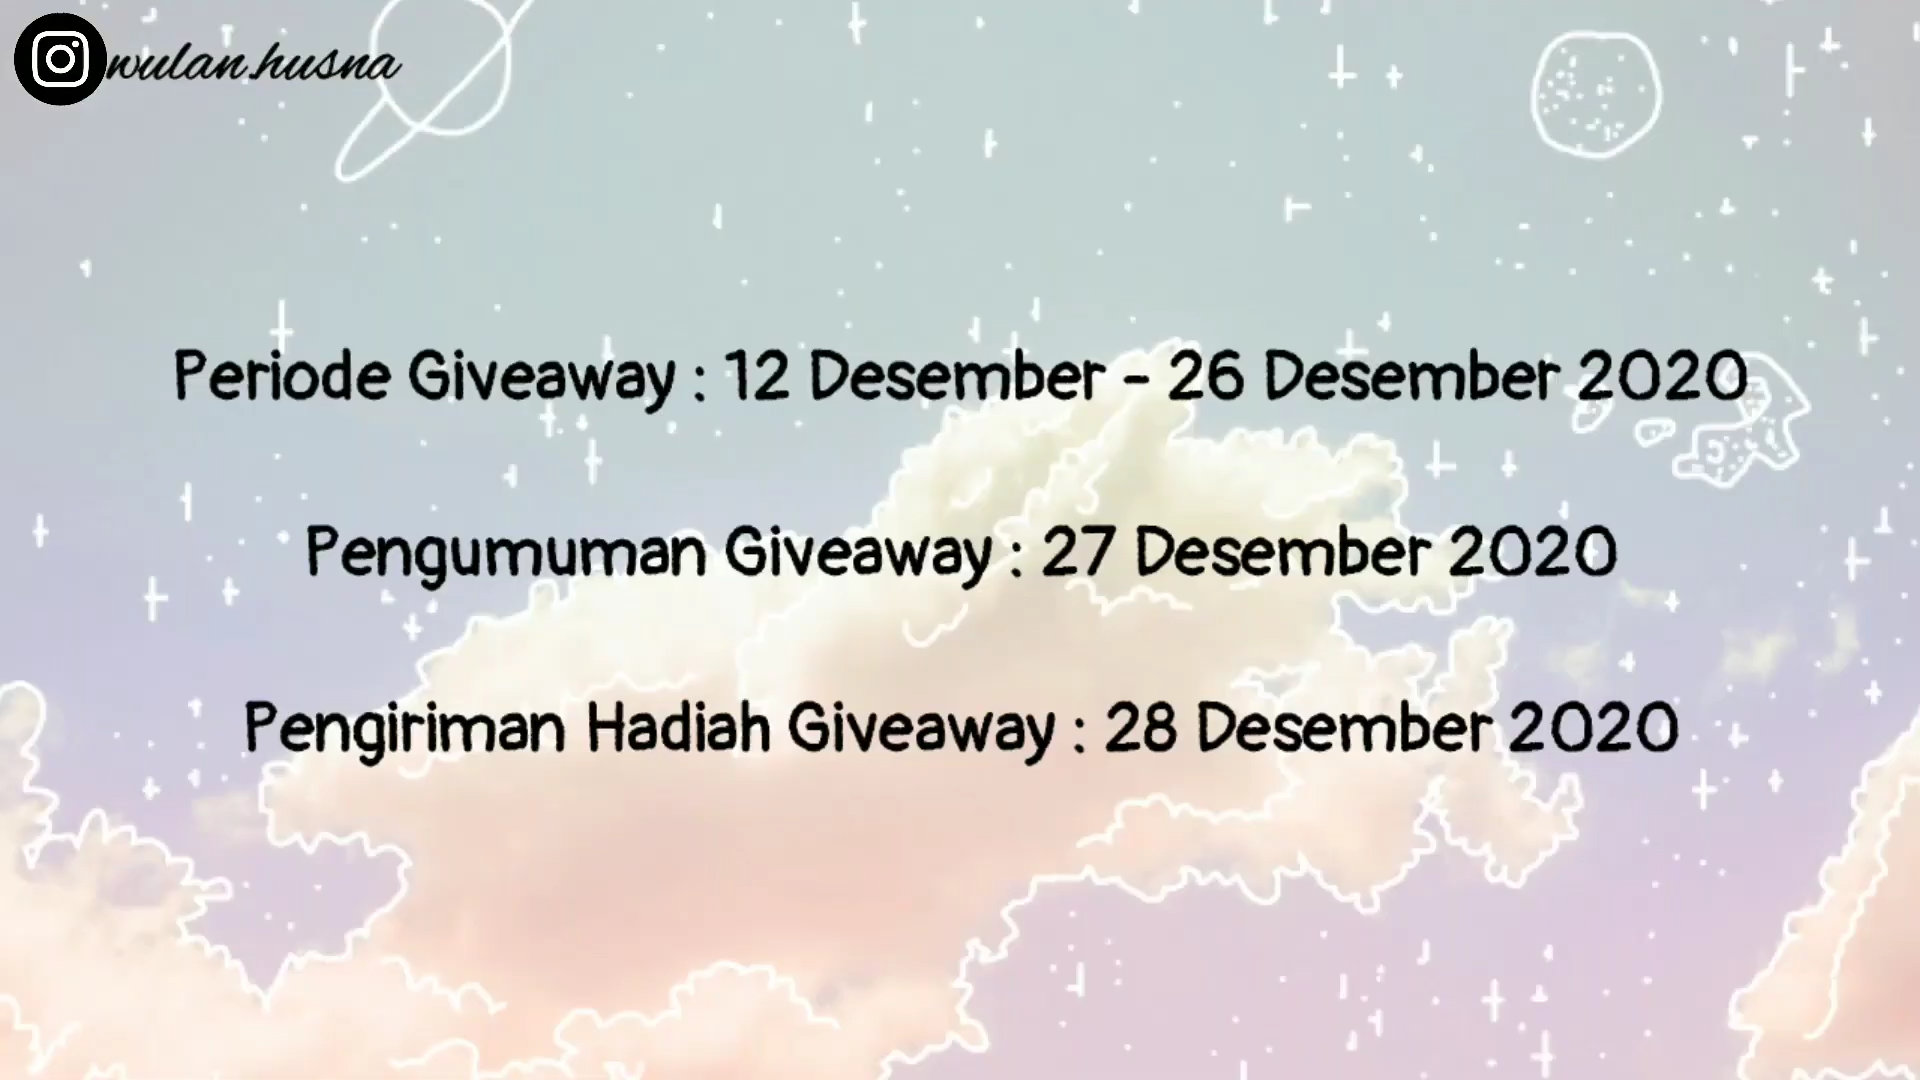 wulan.husna
Periode Giveaway : 12 Desember - 26 Desember 2020
Pengumuman Giveaway : 27 Desember 2020
Pengiriman Hadiah Giveaway : 28 Desember 2020